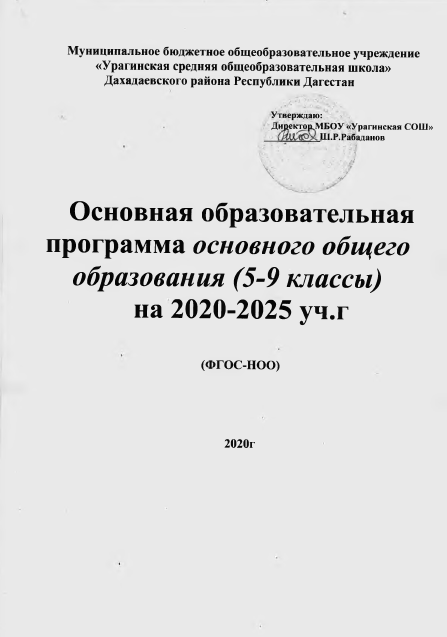 Муниципальное бюджетное общеобразовательное учреждение
«Урагинская средняя общеобразовательная школа»
Дахадаевского района Республики Дагестан
Утверждаю:
Директор МБОУ «Урагинская СОШ»
Ш.Р.Рабаданов
Основная образовательная
программа основного общего
образования (5-9 классы)
на 2020-2025 уч.г
(ФГОС-НОО)
2020г